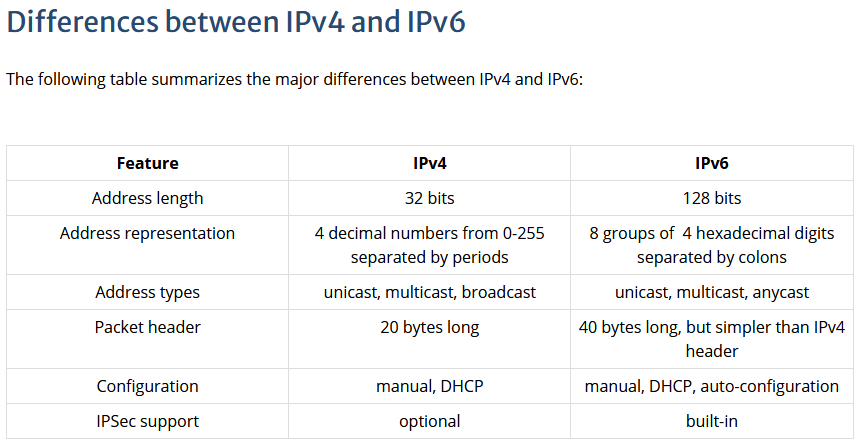 Differences between IPv4 and IPv6
The following table summarizes the major differences between IPv4 and IPv6:
Feature IPv4 IPv6
Address length 32 bits 128 bits
Address representation 4 decimal numbers from 0-255 8 groups of  4 hexadecimal digits
separated by periods separated by colons
Address types unicast, multicast, broadcast unicast, multicast, anycast
Packet header 20 bytes long 40 bytes long, but simpler than IPv4
header
Configuration manual, DHCP manual, DHCP, auto-configuration
IPSec support optional built-in